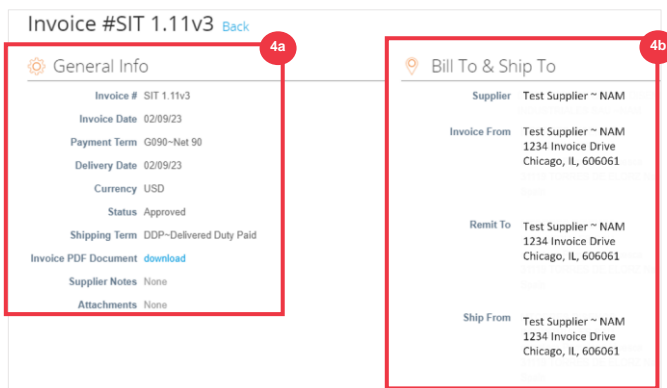 Invoice #SIT 1.11v3 Back
4a
General Info
Invoice # SIT 1.11v3
Invoice Date 02/09/23
Payment Term G090~Net 90
Delivery Date 02/09/23
Currency USD
Status Approved
Shipping Term DDP~Delivered Duty Paid
Invoice PDF Document download
Supplier Notes None
Attachments None
4b
Bill To & Ship To
Supplier Test Supplier ~ NAM
Invoice From Test Supplier ~ NAM
1234 Invoice Drive
Chicago, IL, 606061
Remit To Test Supplier ~ NAM
1234 Invoice Drive
Chicago, IL, 606061
Ship From Test Supplier ~ NAM
1234 Invoice Drive
Chicago, IL, 606061